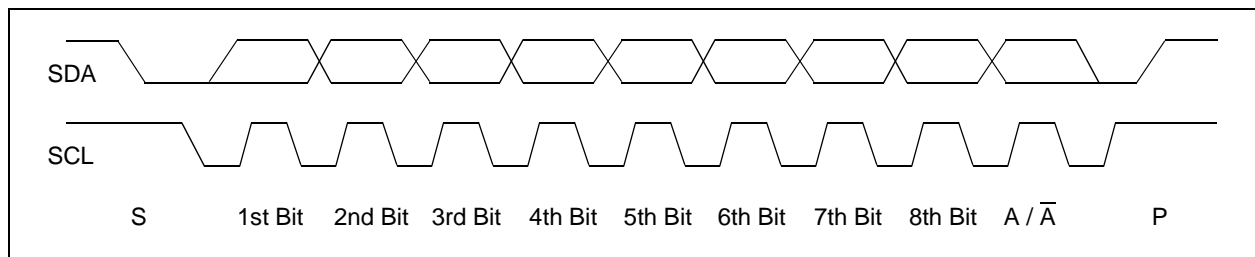 SDA
SCL
S 1st Bit 2nd Bit 3rd Bit 4th Bit 5th Bit 6th Bit 7th Bit 8th Bit A / A̅ P